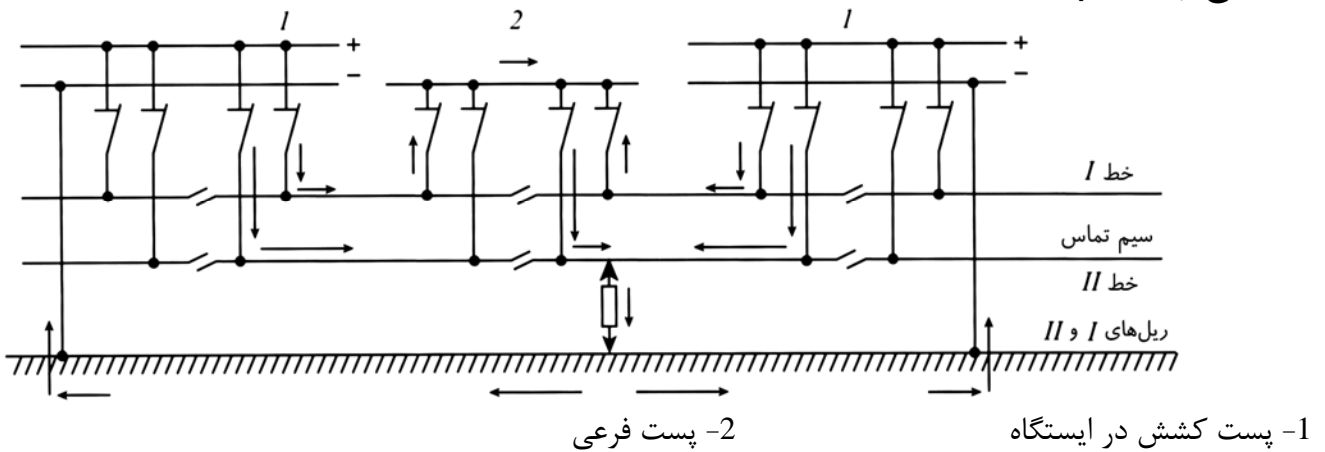 1 2 1
+ +
− −
خط I
سیم تماس
خط II
ریل‌های I و II
1- پست کشش در ایستگاه 2- پست فرعی